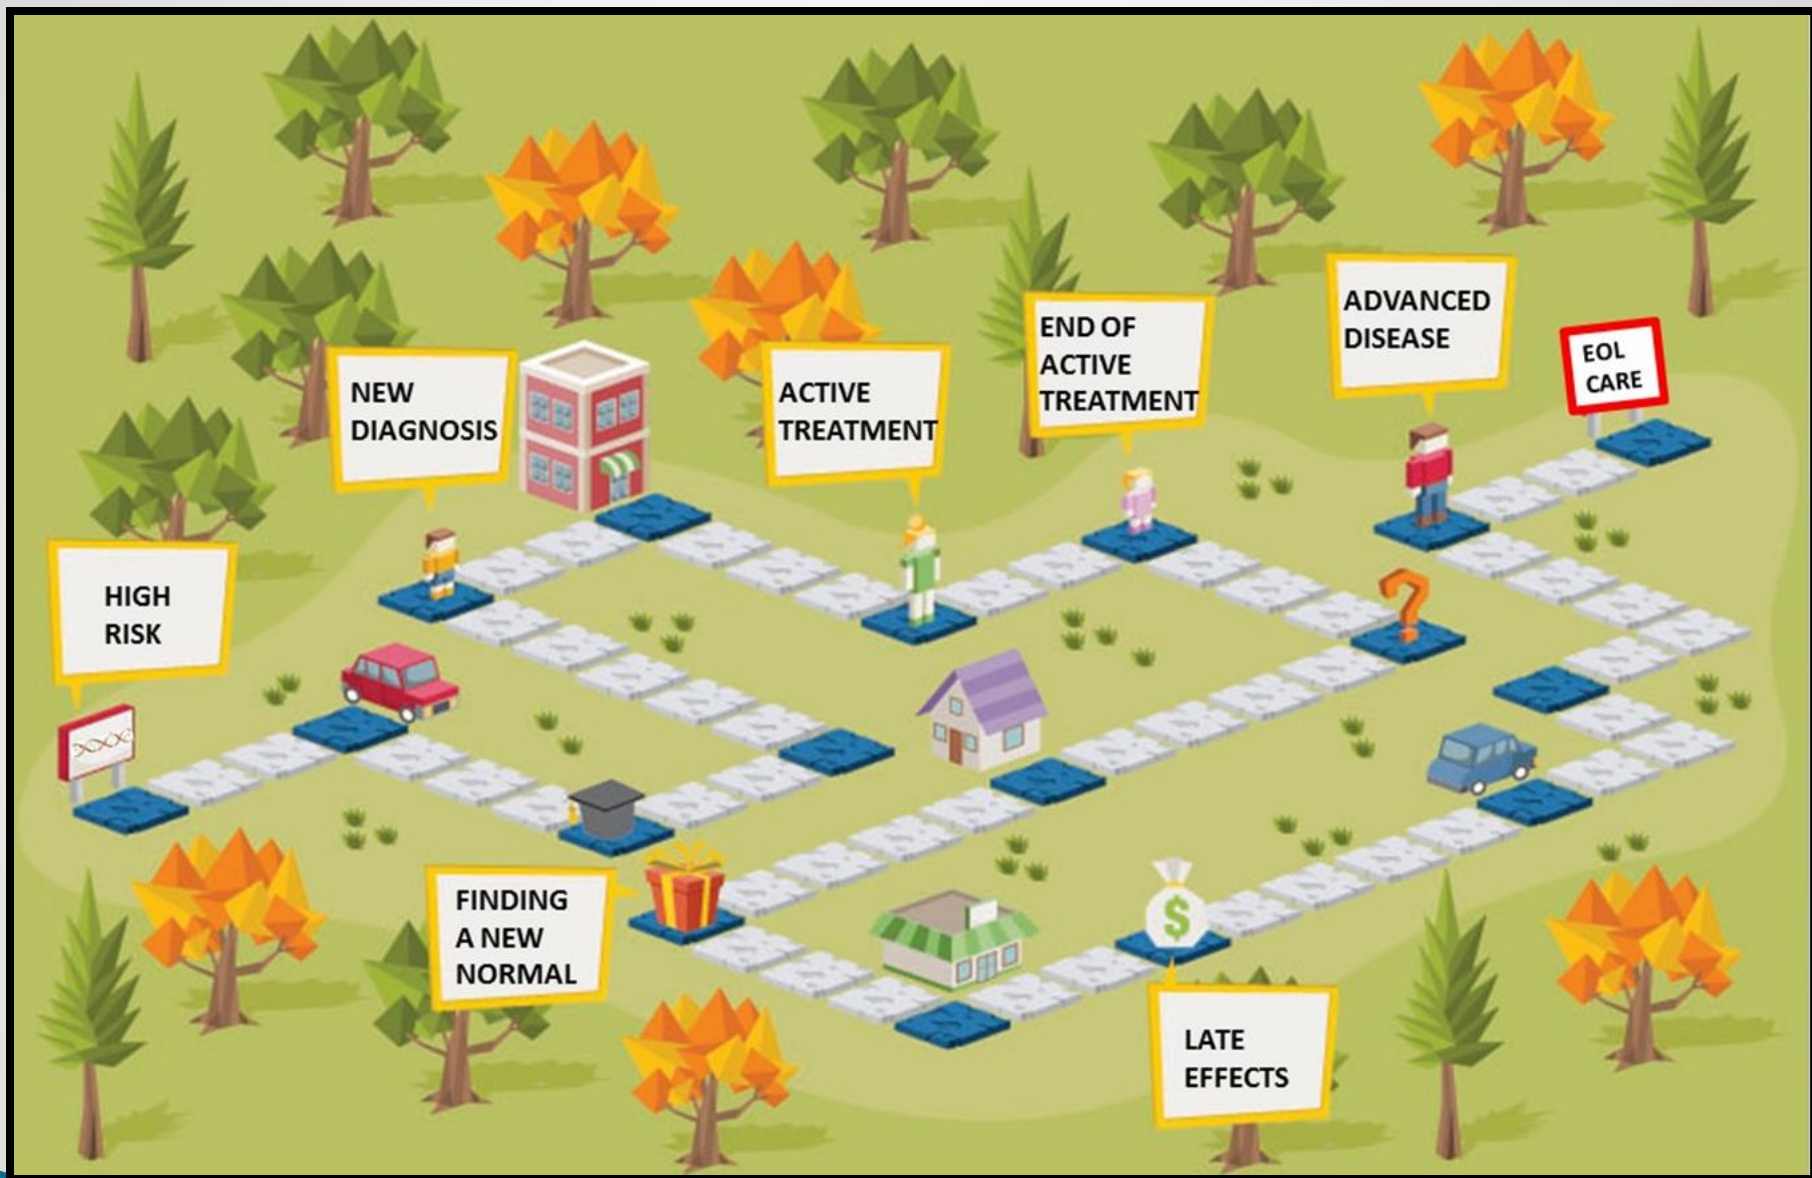 HIGH
RISK
NEW
DIAGNOSIS
ACTIVE
TREATMENT
END OF
ACTIVE
TREATMENT
FINDING
A NEW
NORMAL
$
LATE
EFFECTS
?
ADVANCED
DISEASE
EOL
CARE